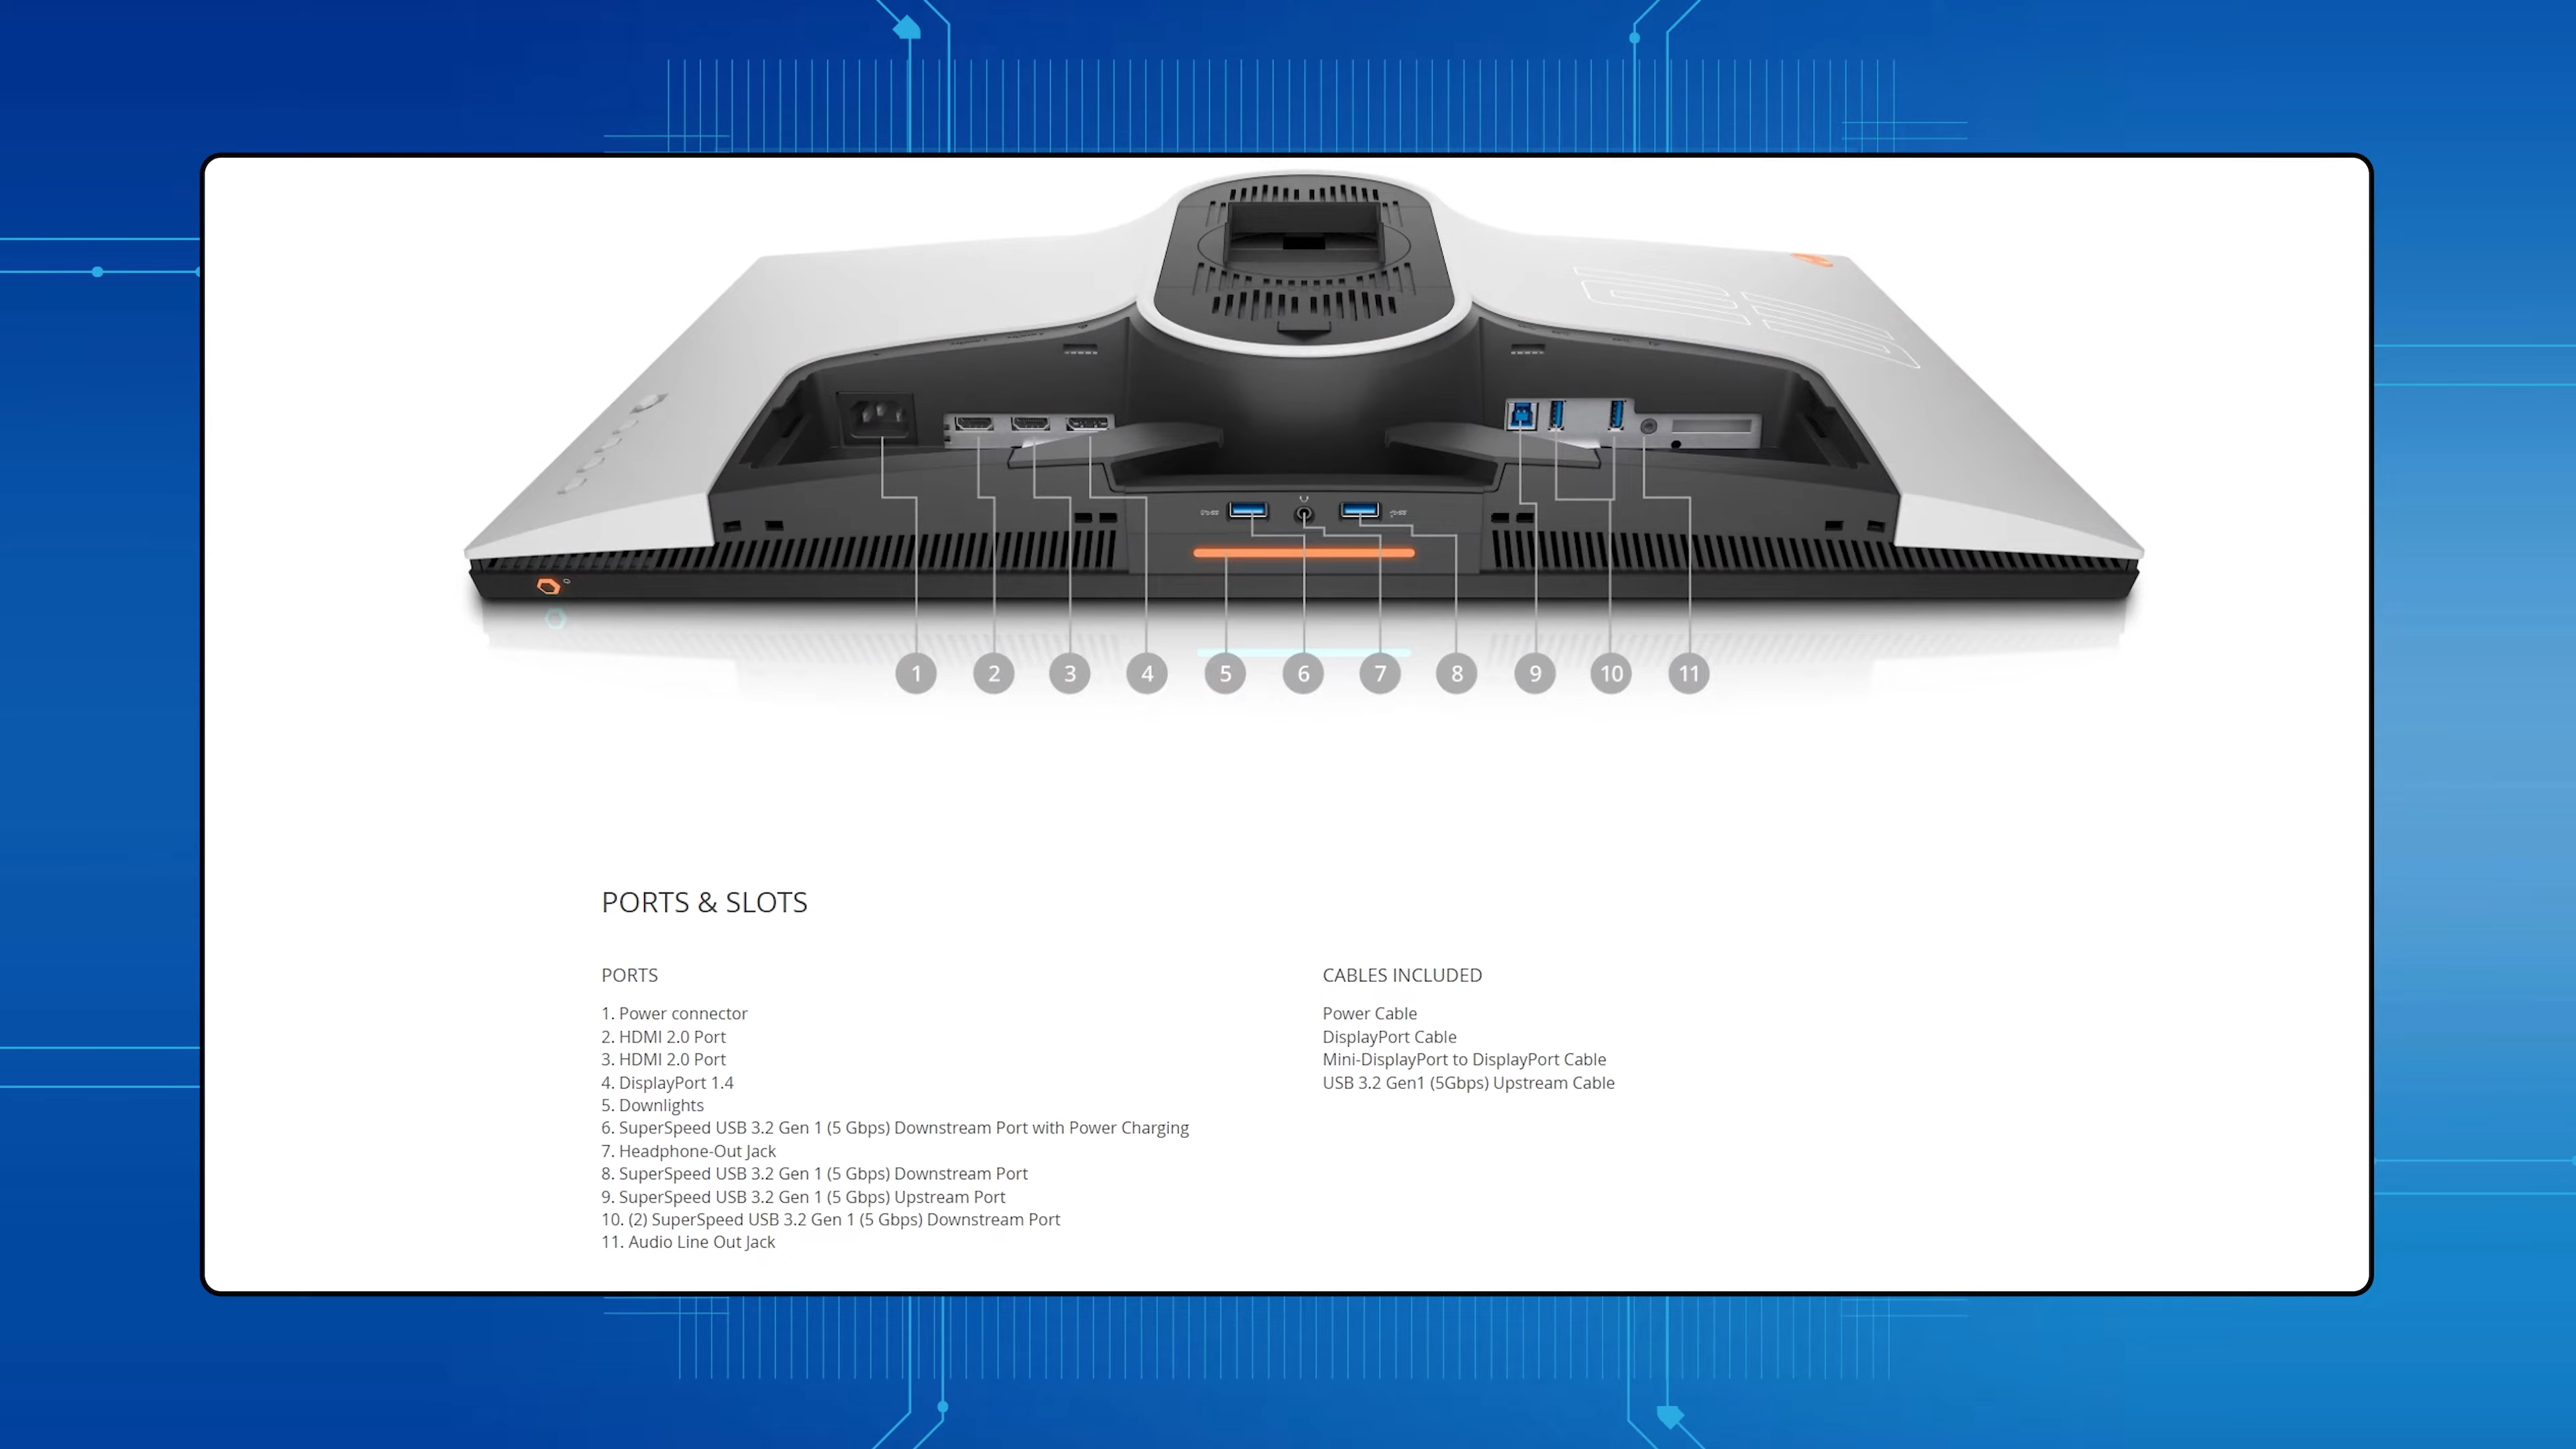 1 2 3 4 5 6 7 8 9 10 11
PORTS & SLOTS
PORTS
1. Power connector
2. HDMI 2.0 Port
3. HDMI 2.0 Port
4. DisplayPort 1.4
5. Downlights
6. SuperSpeed USB 3.2 Gen 1 (5 Gbps) Downstream Port with Power Charging
7. Headphone-Out Jack
8. SuperSpeed USB 3.2 Gen 1 (5 Gbps) Downstream Port
9. SuperSpeed USB 3.2 Gen 1 (5 Gbps) Upstream Port
10. (2) SuperSpeed USB 3.2 Gen 1 (5 Gbps) Downstream Port
11. Audio Line Out Jack
CABLES INCLUDED
Power Cable
DisplayPort Cable
Mini-DisplayPort to DisplayPort Cable
USB 3.2 Gen1 (5Gbps) Upstream Cable